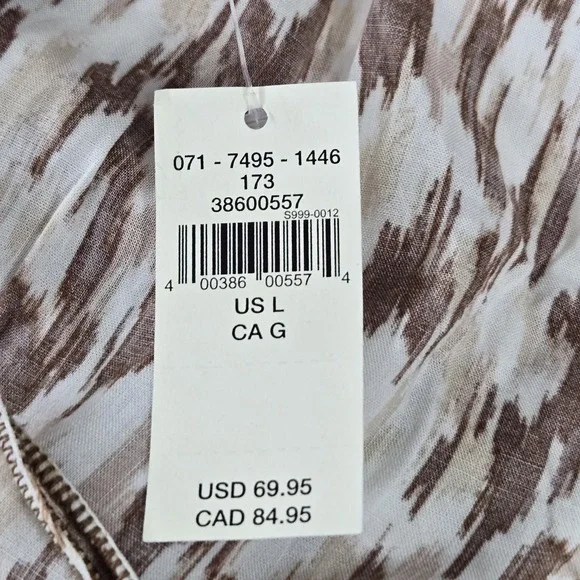 071 - 7495 - 1446
173
38600557
S999-0012
4 00386 00557 4
US L
CA G
USD 69.95
CAD 84.95